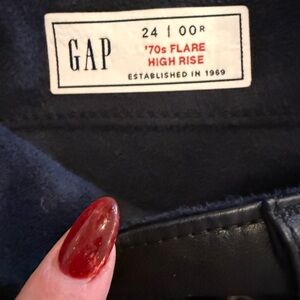 GAP
24 | 00R
'70s FLARE
HIGH RISE
ESTABLISHED IN 1969